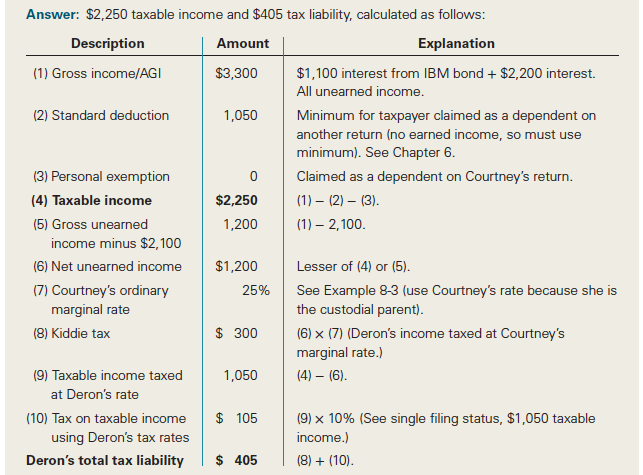 Answer: $2,250 taxable income and $405 tax liability, calculated as follows:
Description Amount Explanation
(1) Gross income/AGI $3,300 $1,100 interest from IBM bond + $2,200 interest.
All unearned income.
(2) Standard deduction 1,050 Minimum for taxpayer claimed as a dependent on
another return (no earned income, so must use
minimum). See Chapter 6.
(3) Personal exemption 0 Claimed as a dependent on Courtney's return.
(4) Taxable income $2,250 (1) – (2) – (3).
(5) Gross unearned 1,200 (1) – 2,100.
income minus $2,100
(6) Net unearned income $1,200 Lesser of (4) or (5).
(7) Courtney's ordinary 25% See Example 8-3 (use Courtney's rate because she is
marginal rate the custodial parent).
(8) Kiddie tax $ 300 (6) × (7) (Deron's income taxed at Courtney's
marginal rate.)
(9) Taxable income taxed 1,050 (4) – (6).
at Deron's rate
(10) Tax on taxable income $ 105 (9) × 10% (See single filing status, $1,050 taxable
using Deron's tax rates income.)
Deron's total tax liability $ 405 (8) + (10).